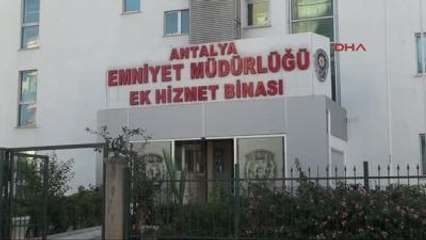 DHA
ANTALYA
EMNİYET MÜDÜRLÜĞÜ
EK HİZMET BİNASI